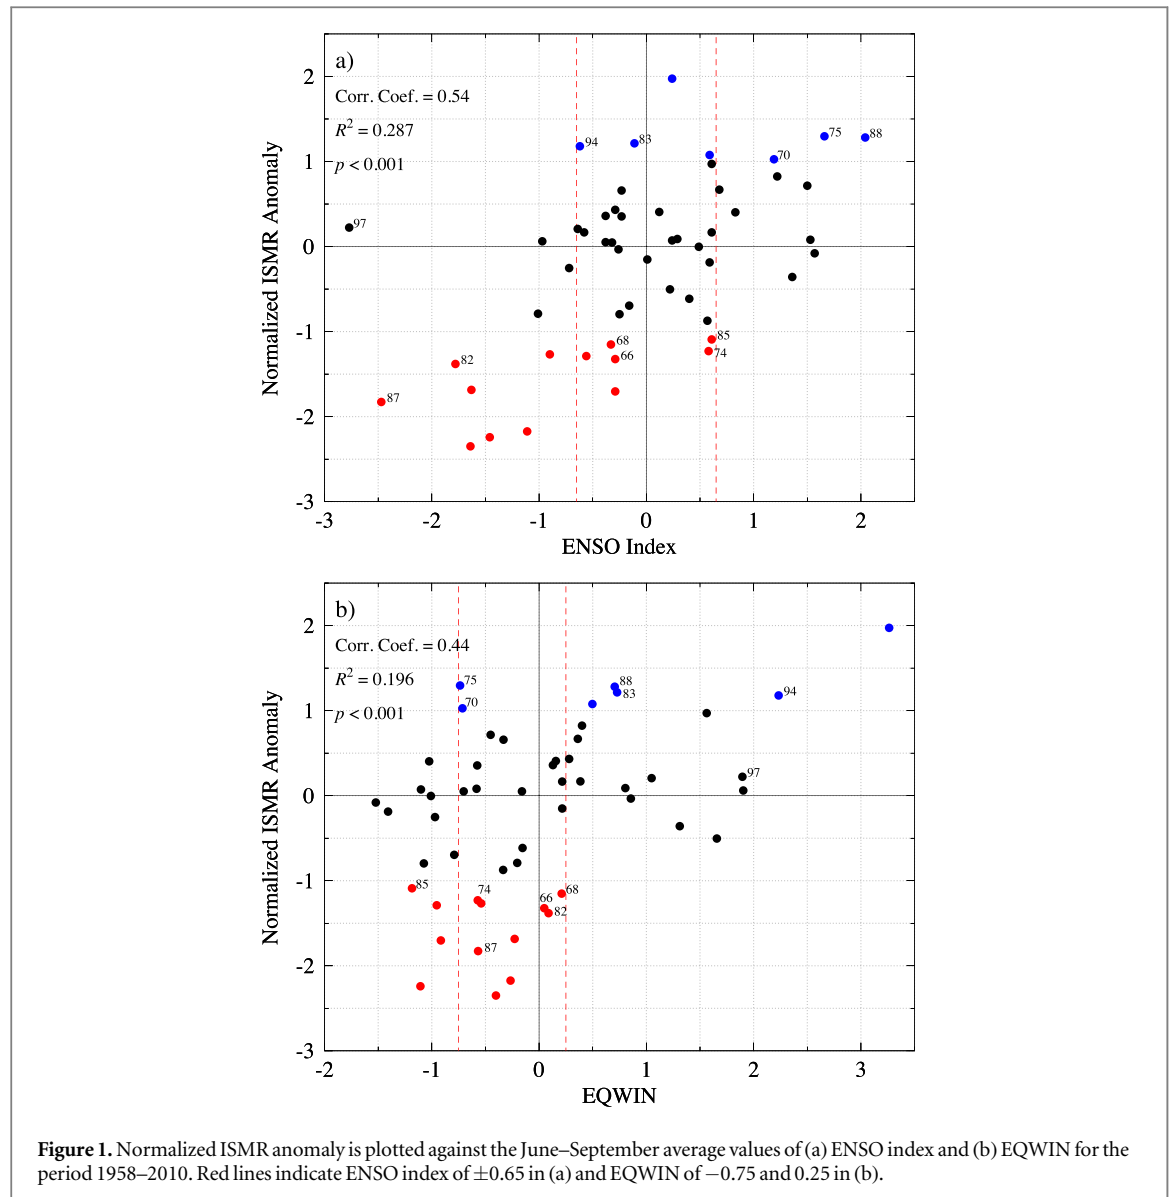 a)
Corr. Coef. = 0.54
R² = 0.287
p < 0.001
2
1
0
-1
-2
-3
Normalized ISMR Anomaly
94
83
75
88
70
97
82
87
68
66
85
74
-3 -2 -1 0 1 2
ENSO Index
b)
Corr. Coef. = 0.44
R² = 0.196
p < 0.001
2
1
0
-1
-2
-3
Normalized ISMR Anomaly
75
70
88
83
94
97
85
74
66
68
82
87
-2 -1 0 1 2 3
EQWIN
Figure 1. Normalized ISMR anomaly is plotted against the June–September average values of (a) ENSO index and (b) EQWIN for the
period 1958–2010. Red lines indicate ENSO index of ±0.65 in (a) and EQWIN of −0.75 and 0.25 in (b).